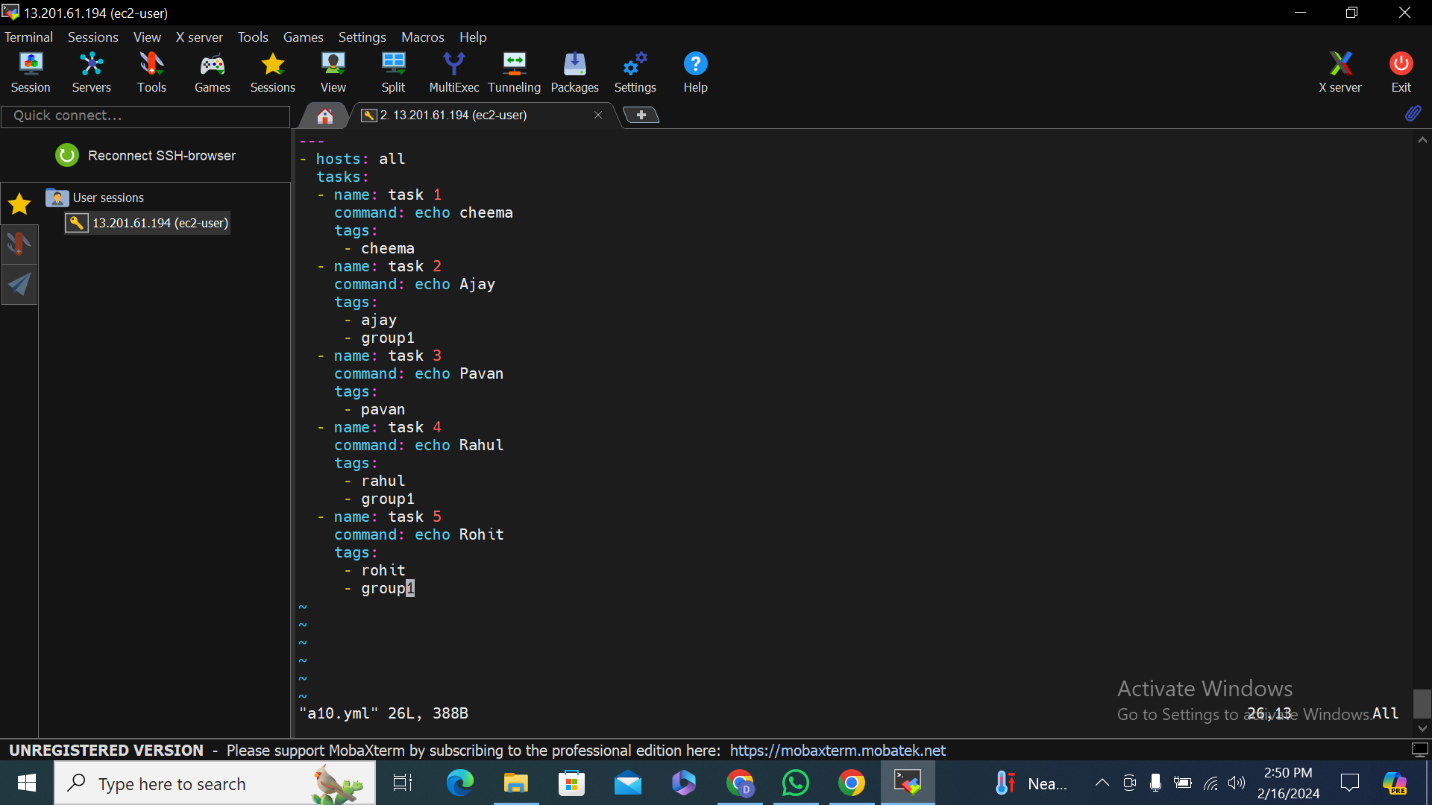 13.201.61.194 (ec2-user)
Terminal Sessions View X server Tools Games Settings Macros Help
Session Servers Tools Games Sessions View Split MultiExec Tunneling Packages Settings Help X server Exit
Quick connect...
2. 13.201.61.194 (ec2-user)
Reconnect SSH-browser
User sessions
13.201.61.194 (ec2-user)
---
- hosts: all
  tasks:
  - name: task 1
    command: echo cheema
    tags:
     - cheema
  - name: task 2
    command: echo Ajay
    tags:
     - ajay
     - group1
  - name: task 3
    command: echo Pavan
    tags:
     - pavan
  - name: task 4
    command: echo Rahul
    tags:
     - rahul
     - group1
  - name: task 5
    command: echo Rohit
    tags:
     - rohit
     - group1
~
~
~
~
~
~
"a10.yml" 26L, 388B 26,13 All
Activate Windows
Go to Settings to activate Windows.
UNREGISTERED VERSION - Please support MobaXterm by subscribing to the professional edition here: https://mobaxterm.mobatek.net
Type here to search
Nea...
2:50 PM
2/16/2024
PRE